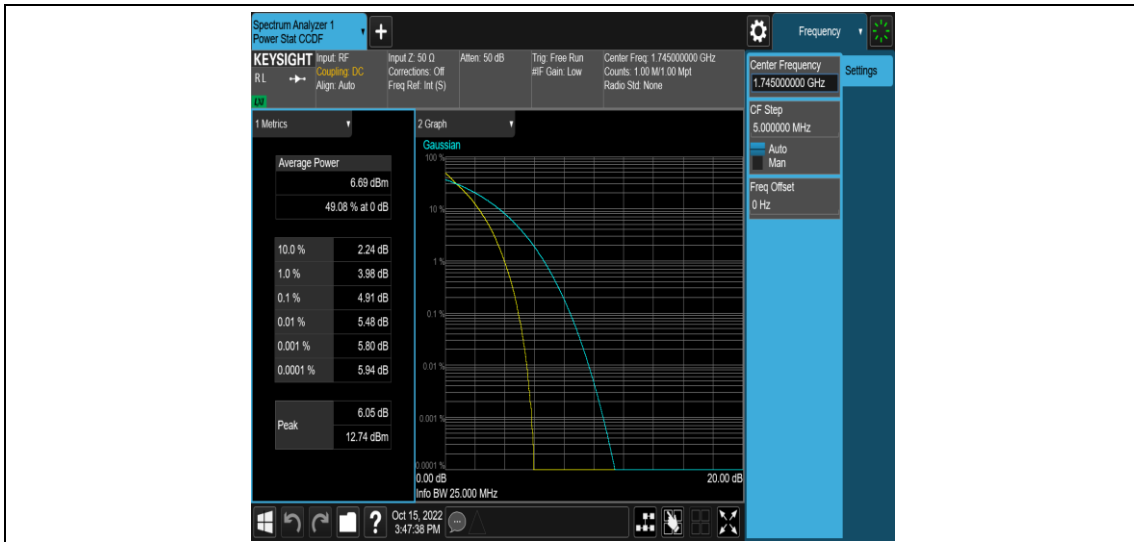 Spectrum Analyzer 1
Power Stat CCDF
Frequency
KEYSIGHT
RL
LXI
Input: RF
Coupling: DC
Align: Auto
Input Z: 50 Ω
Corrections: Off
Freq Ref: Int (S)
Atten: 50 dB
Trig: Free Run
#IF Gain: Low
Center Freq: 1.745000000 GHz
Counts: 1.00 M/1.00 Mpt
Radio Std: None
Center Frequency
1.745000000 GHz
Settings
CF Step
5.000000 MHz
Auto
Man
Freq Offset
0 Hz
1 Metrics
Average Power
6.69 dBm
49.08 % at 0 dB
10.0 % 2.24 dB
1.0 % 3.98 dB
0.1 % 4.91 dB
0.01 % 5.48 dB
0.001 % 5.80 dB
0.0001 % 5.94 dB
Peak
6.05 dB
12.74 dBm
2 Graph
Gaussian
100 %
10 %
1 %
0.1 %
0.01 %
0.001 %
0.0001 %
0.00 dB 20.00 dB
Info BW 25.000 MHz
Oct 15, 2022
3:47:38 PM